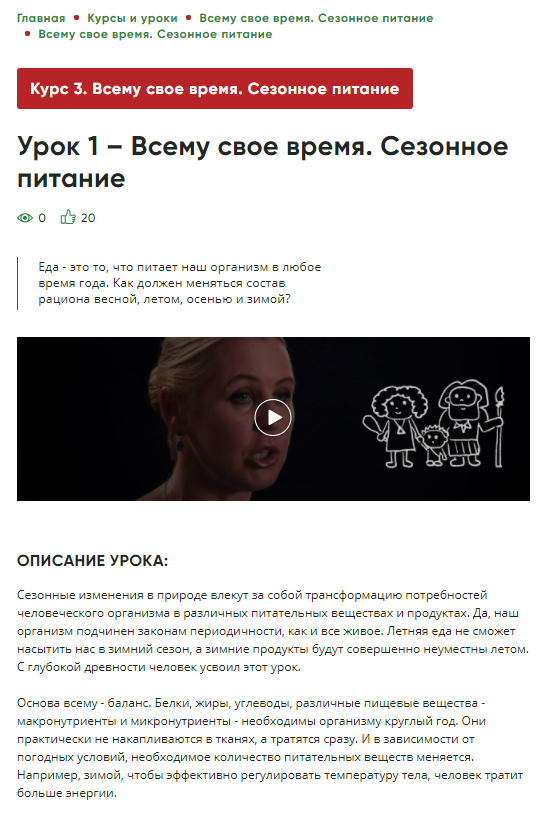 Главная • Курсы и уроки • Всему свое время. Сезонное питание
• Всему свое время. Сезонное питание
Курс 3. Всему свое время. Сезонное питание
Урок 1 – Всему свое время. Сезонное
питание
0 20
Еда - это то, что питает наш организм в любое
время года. Как должен меняться состав
рациона весной, летом, осенью и зимой?
ОПИСАНИЕ УРОКА:
Сезонные изменения в природе влекут за собой трансформацию потребностей
человеческого организма в различных питательных веществах и продуктах. Да, наш
организм подчинен законам периодичности, как и все живое. Летняя еда не сможет
насытить нас в зимний сезон, а зимние продукты будут совершенно неуместны летом.
С глубокой древности человек усвоил этот урок.
Основа всему - баланс. Белки, жиры, углеводы, различные пищевые вещества -
макронутриенты и микронутриенты - необходимы организму круглый год. Они
практически не накапливаются в тканях, а тратятся сразу. И в зависимости от
погодных условий, необходимое количество питательных веществ меняется.
Например, зимой, чтобы эффективно регулировать температуру тела, человек тратит
больше энергии.